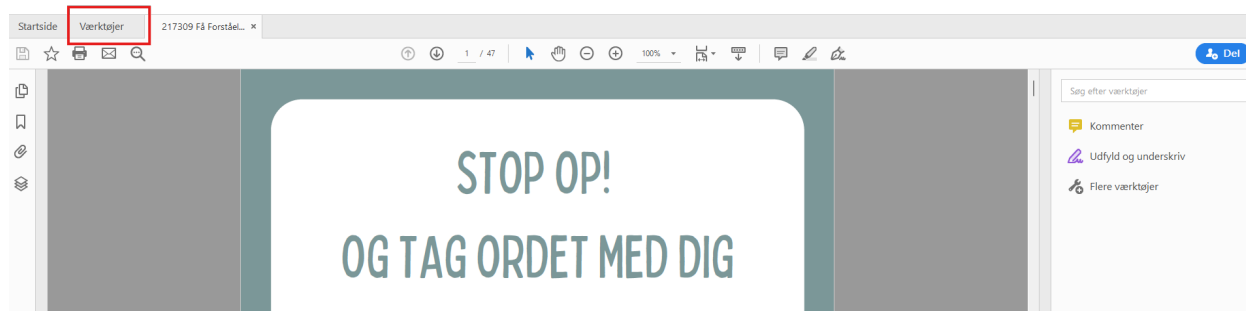 Startside Værktøjer 217309 Få Forståel... ×
1 / 47 100% Del
Søg efter værktøjer
Kommenter
Udfyld og underskriv
Flere værktøjer
STOP OP!
OG TAG ORDET MED DIG